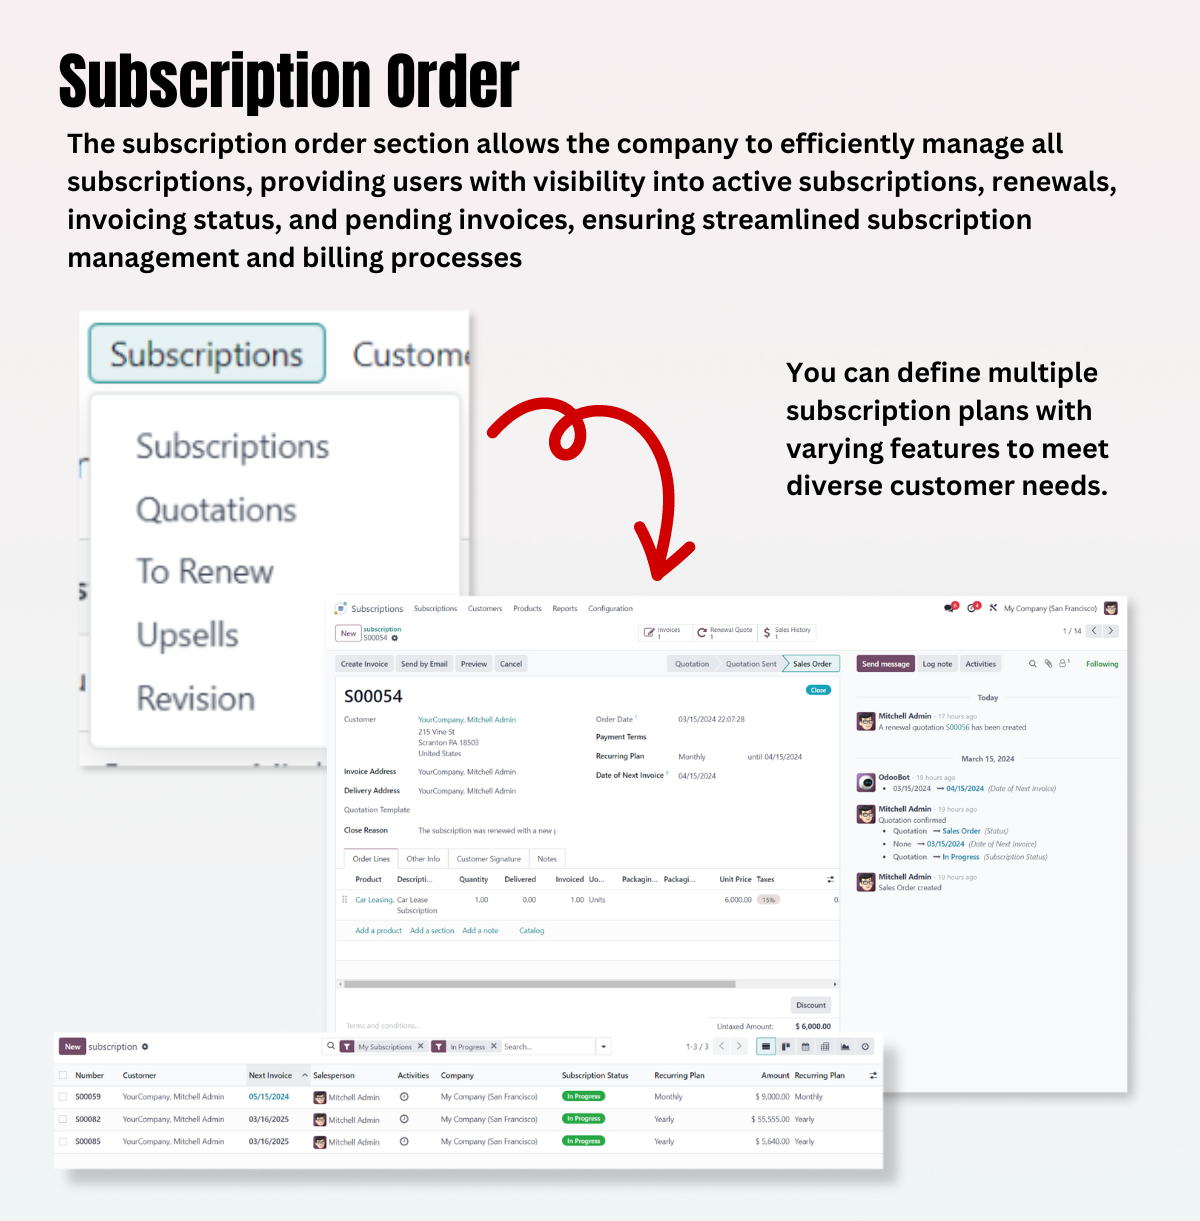 Subscription Order
The subscription order section allows the company to efficiently manage all
subscriptions, providing users with visibility into active subscriptions, renewals,
invoicing status, and pending invoices, ensuring streamlined subscription
management and billing processes
Subscriptions Custome
Subscriptions
Quotations
To Renew
Upsells
Revision
You can define multiple
subscription plans with
varying features to meet
diverse customer needs.
Subscriptions Subscriptions Customers Products Reports Configuration My Company (San Francisco)
New subscription
S00054
Invoices
1
Renewal Quote
1
Sales History
1
1 / 14
Create Invoice Send by Email Preview Cancel Quotation Quotation Sent Sales Order
Send message Log note Activities Following
S00054
Close
Customer YourCompany, Mitchell Admin
215 Vine St
Scranton PA 18503
United States
Invoice Address YourCompany, Mitchell Admin
Delivery Address YourCompany, Mitchell Admin
Quotation Template
Close Reason The subscription was renewed with a new p
Order Date ? 03/15/2024 22:07:28
Payment Terms
Recurring Plan Monthly until 04/15/2024
Date of Next Invoice ? 04/15/2024
Order Lines Other Info Customer Signature Notes
Product Descripti... Quantity Delivered Invoiced Uo... Packagin... Packagi... Unit Price Taxes
Car Leasing. Car Lease 1.00 0.00 1.00 Units 6,000.00 15% 0.
Subscription
Add a product Add a section Add a note Catalog
Discount
Terms and conditions...
Untaxed Amount: $ 6,000.00
Today
Mitchell Admin - 17 hours ago
A renewal quotation S00056 has been created
March 15, 2024
OdooBot - 19 hours ago
• 03/15/2024 → 04/15/2024 (Date of Next Invoice)
Mitchell Admin - 19 hours ago
Quotation confirmed
• Quotation → Sales Order (Status)
• None → 03/15/2024 (Date of Next Invoice)
• Quotation → In Progress (Subscription Status)
Mitchell Admin - 19 hours ago
Sales Order created
New subscription My Subscriptions × In Progress × Search... 1-3 / 3
Number Customer Next Invoice Salesperson Activities Company Subscription Status Recurring Plan Amount Recurring Plan
S00059 YourCompany, Mitchell Admin 05/15/2024 Mitchell Admin My Company (San Francisco) In Progress Monthly $ 9,000.00 Monthly
S00082 YourCompany, Mitchell Admin 03/16/2025 Mitchell Admin My Company (San Francisco) In Progress Yearly $ 55,555.00 Yearly
S00085 YourCompany, Mitchell Admin 03/16/2025 Mitchell Admin My Company (San Francisco) In Progress Yearly $ 5,640.00 Yearly